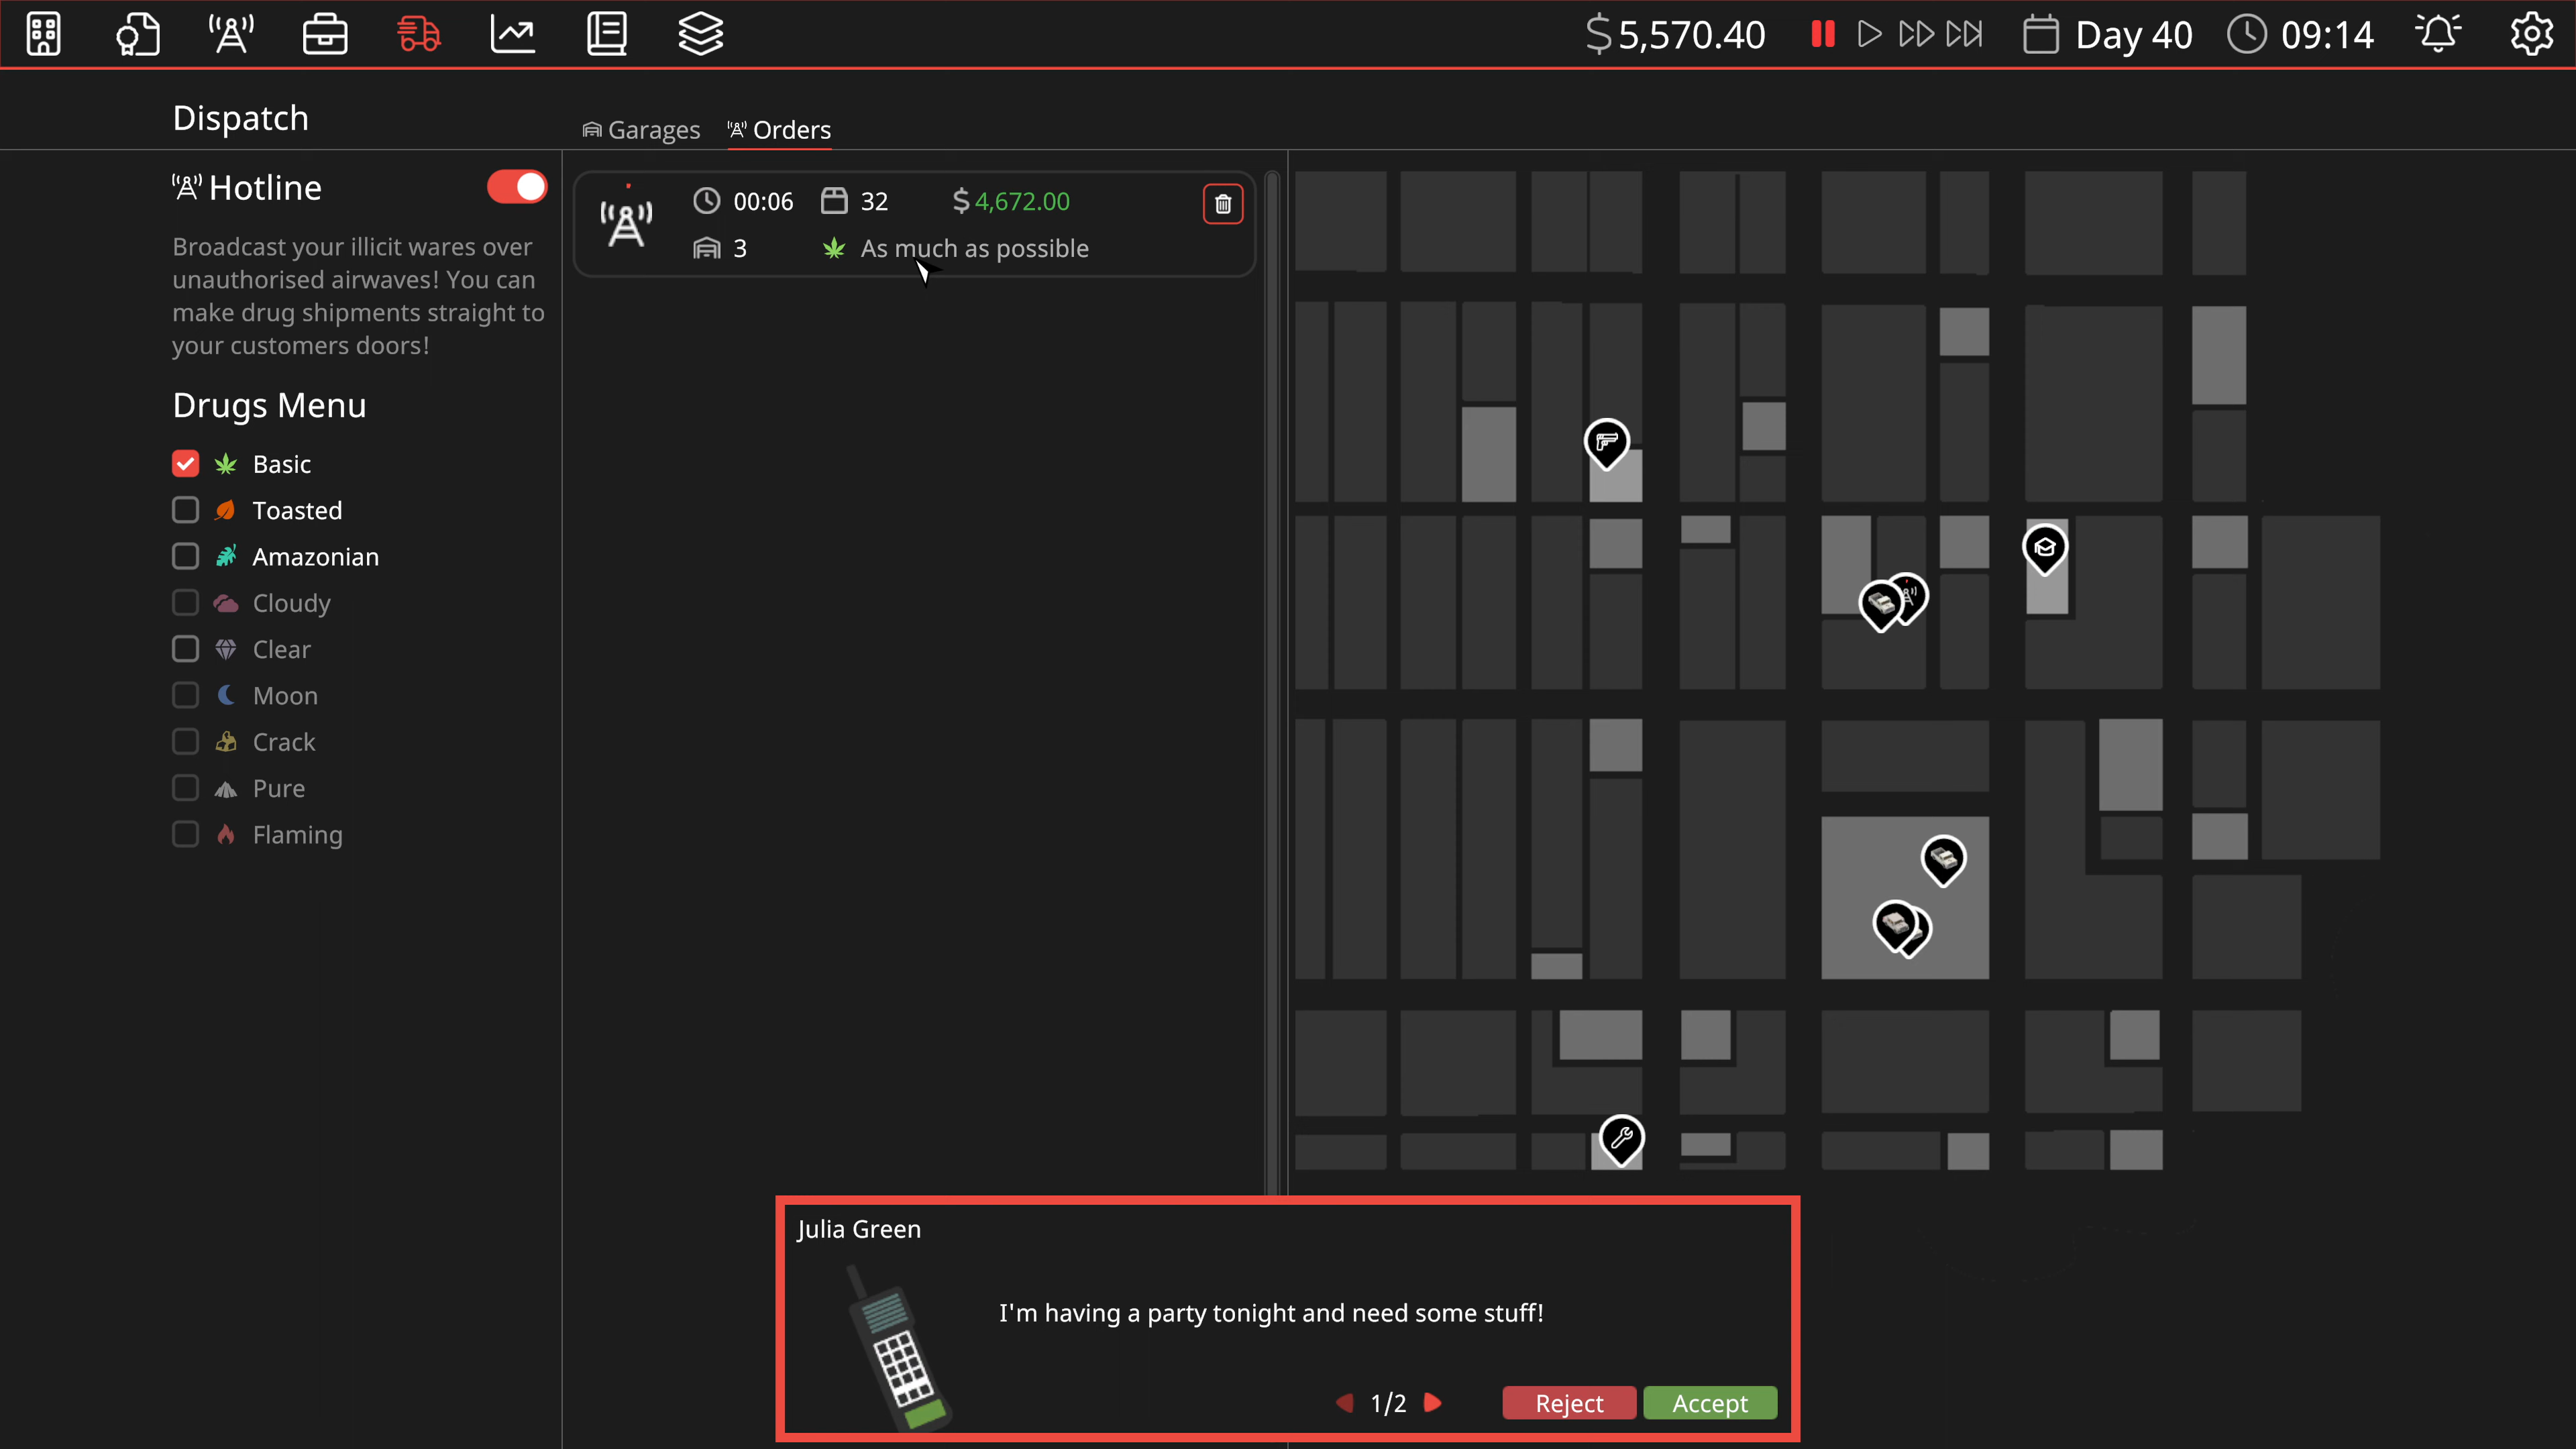 $5,570.40
Day 40
09:14
Dispatch
Garages
Orders
Hotline
Broadcast your illicit wares over
unauthorised airwaves! You can
make drug shipments straight to
your customers doors!
Drugs Menu
Basic
Toasted
Amazonian
Cloudy
Clear
Moon
Crack
Pure
Flaming
00:06
32
$4,672.00
3
As much as possible
Julia Green
I'm having a party tonight and need some stuff!
1/2
Reject
Accept